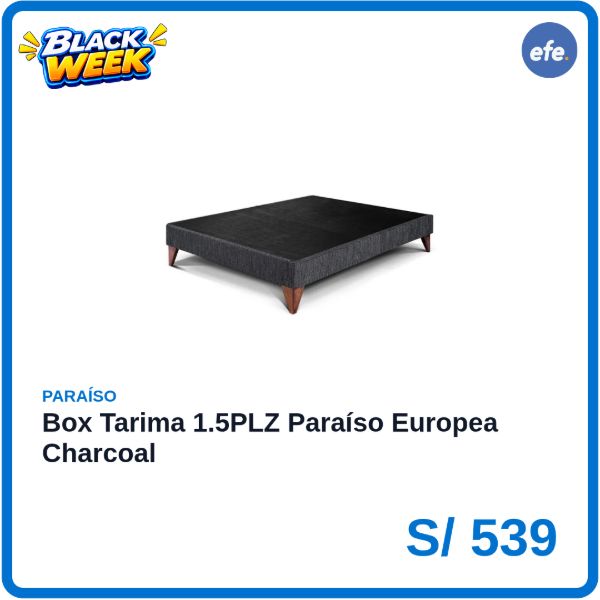 BLACK
WEEK
efe.
PARAÍSO
Box Tarima 1.5PLZ Paraíso Europea
Charcoal
S/ 539